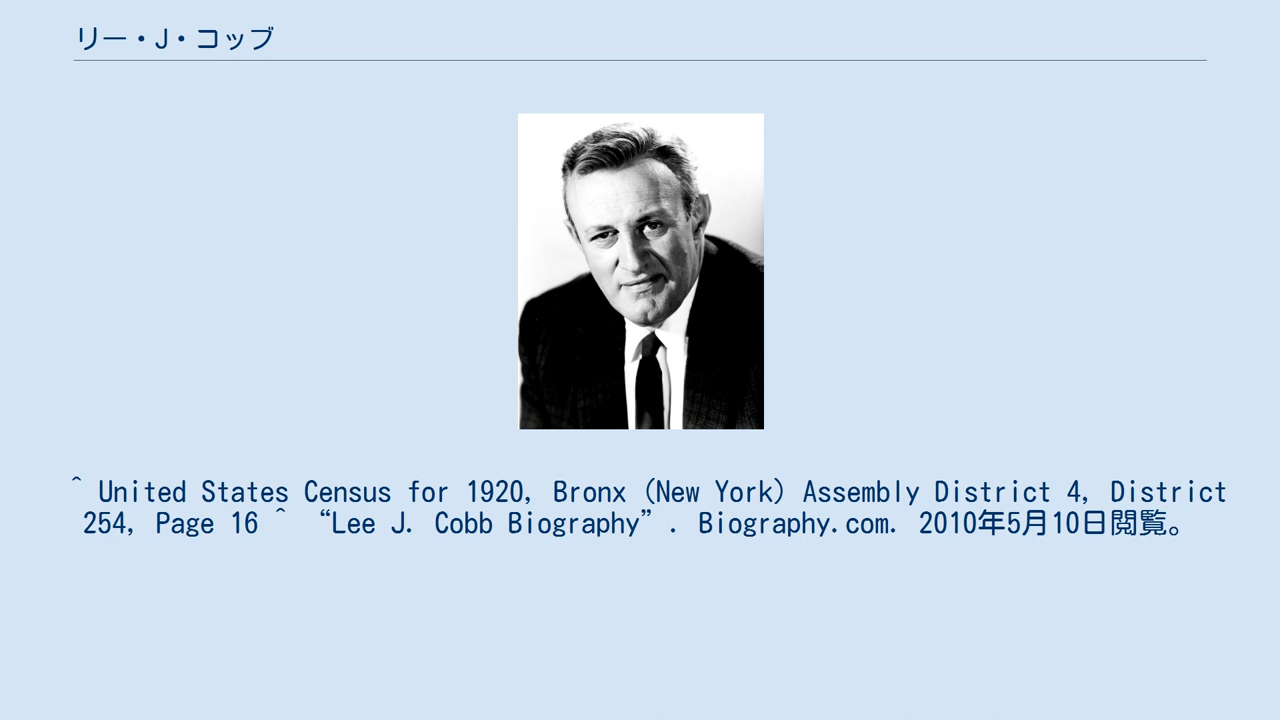 リー・J・コッブ
^ United States Census for 1920, Bronx (New York) Assembly District 4, District
254, Page 16 ^ “Lee J. Cobb Biography”. Biography.com. 2010年5月10日閲覧。